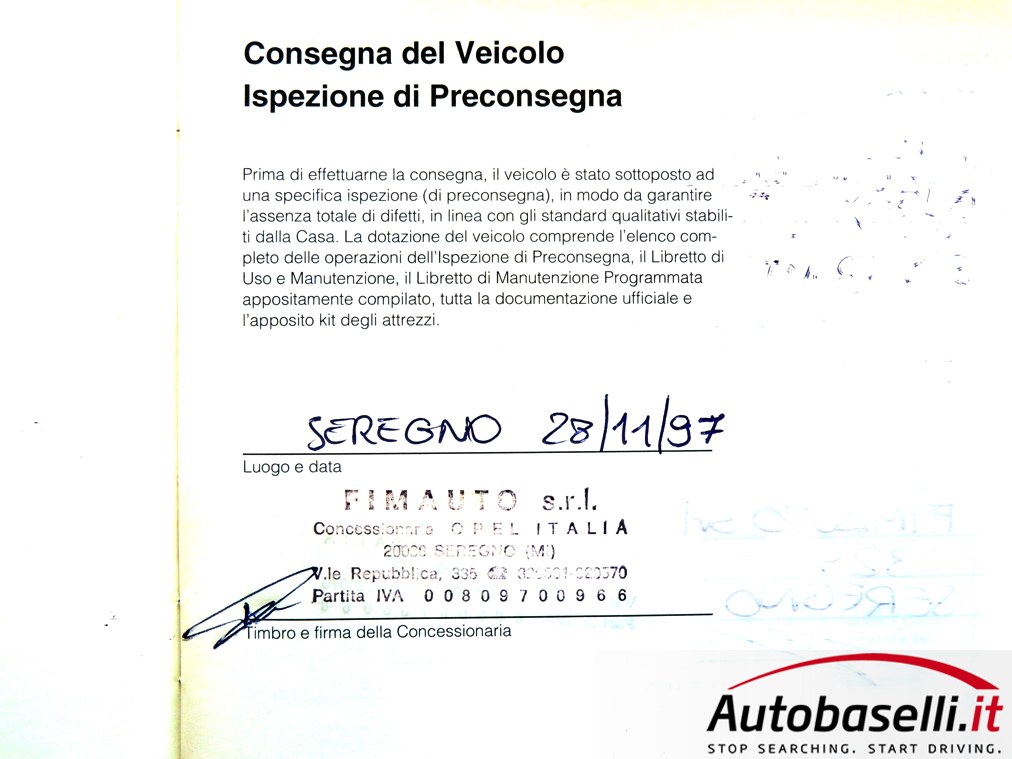 Consegna del Veicolo
Ispezione di Preconsegna
Prima di effettuarne la consegna, il veicolo è stato sottoposto ad
una specifica ispezione (di preconsegna), in modo da garantire
l'assenza totale di difetti, in linea con gli standard qualitativi stabili-
ti dalla Casa. La dotazione del veicolo comprende l'elenco com-
pleto delle operazioni dell'Ispezione di Preconsegna, il Libretto di
Uso e Manutenzione, il Libretto di Manutenzione Programmata
appositamente compilato, tutta la documentazione ufficiale e
l'apposito kit degli attrezzi.
SEREGNO 28/11/97
Luogo e data
FIMAUTO s.r.l.
Concessionaria OPEL ITALIA
SEREGNO (MI)
V.le Repubblica, 335
Partita IVA 00809700966
Timbro e firma della Concessionaria
Autobaselli.it
STOP SEARCHING. START DRIVING.